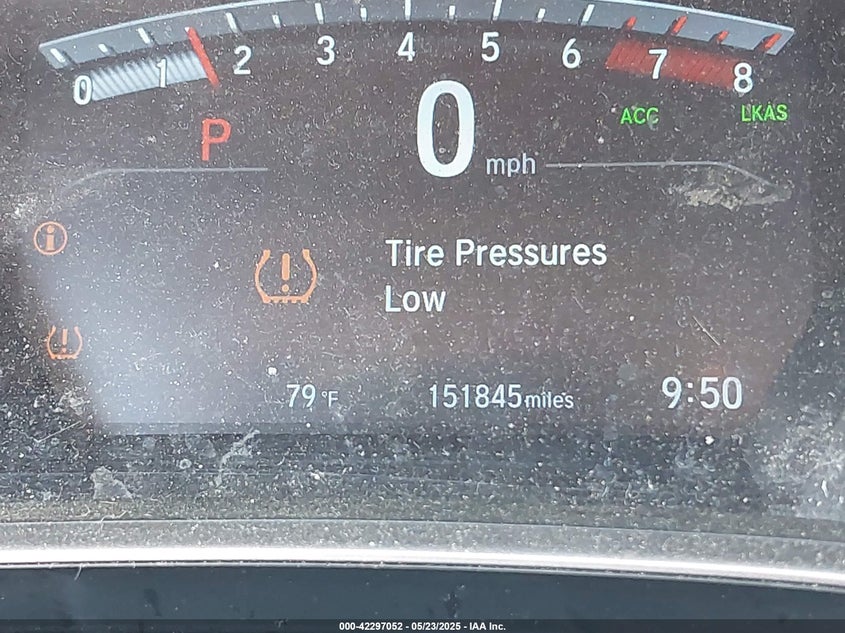 0 1 2 3 4 5 6 7 8
P 0 mph ACC LKAS
Tire Pressures
Low
79 °F 151845 miles 9:50
000-42297052 - 05/23/2025 - IAA Inc.